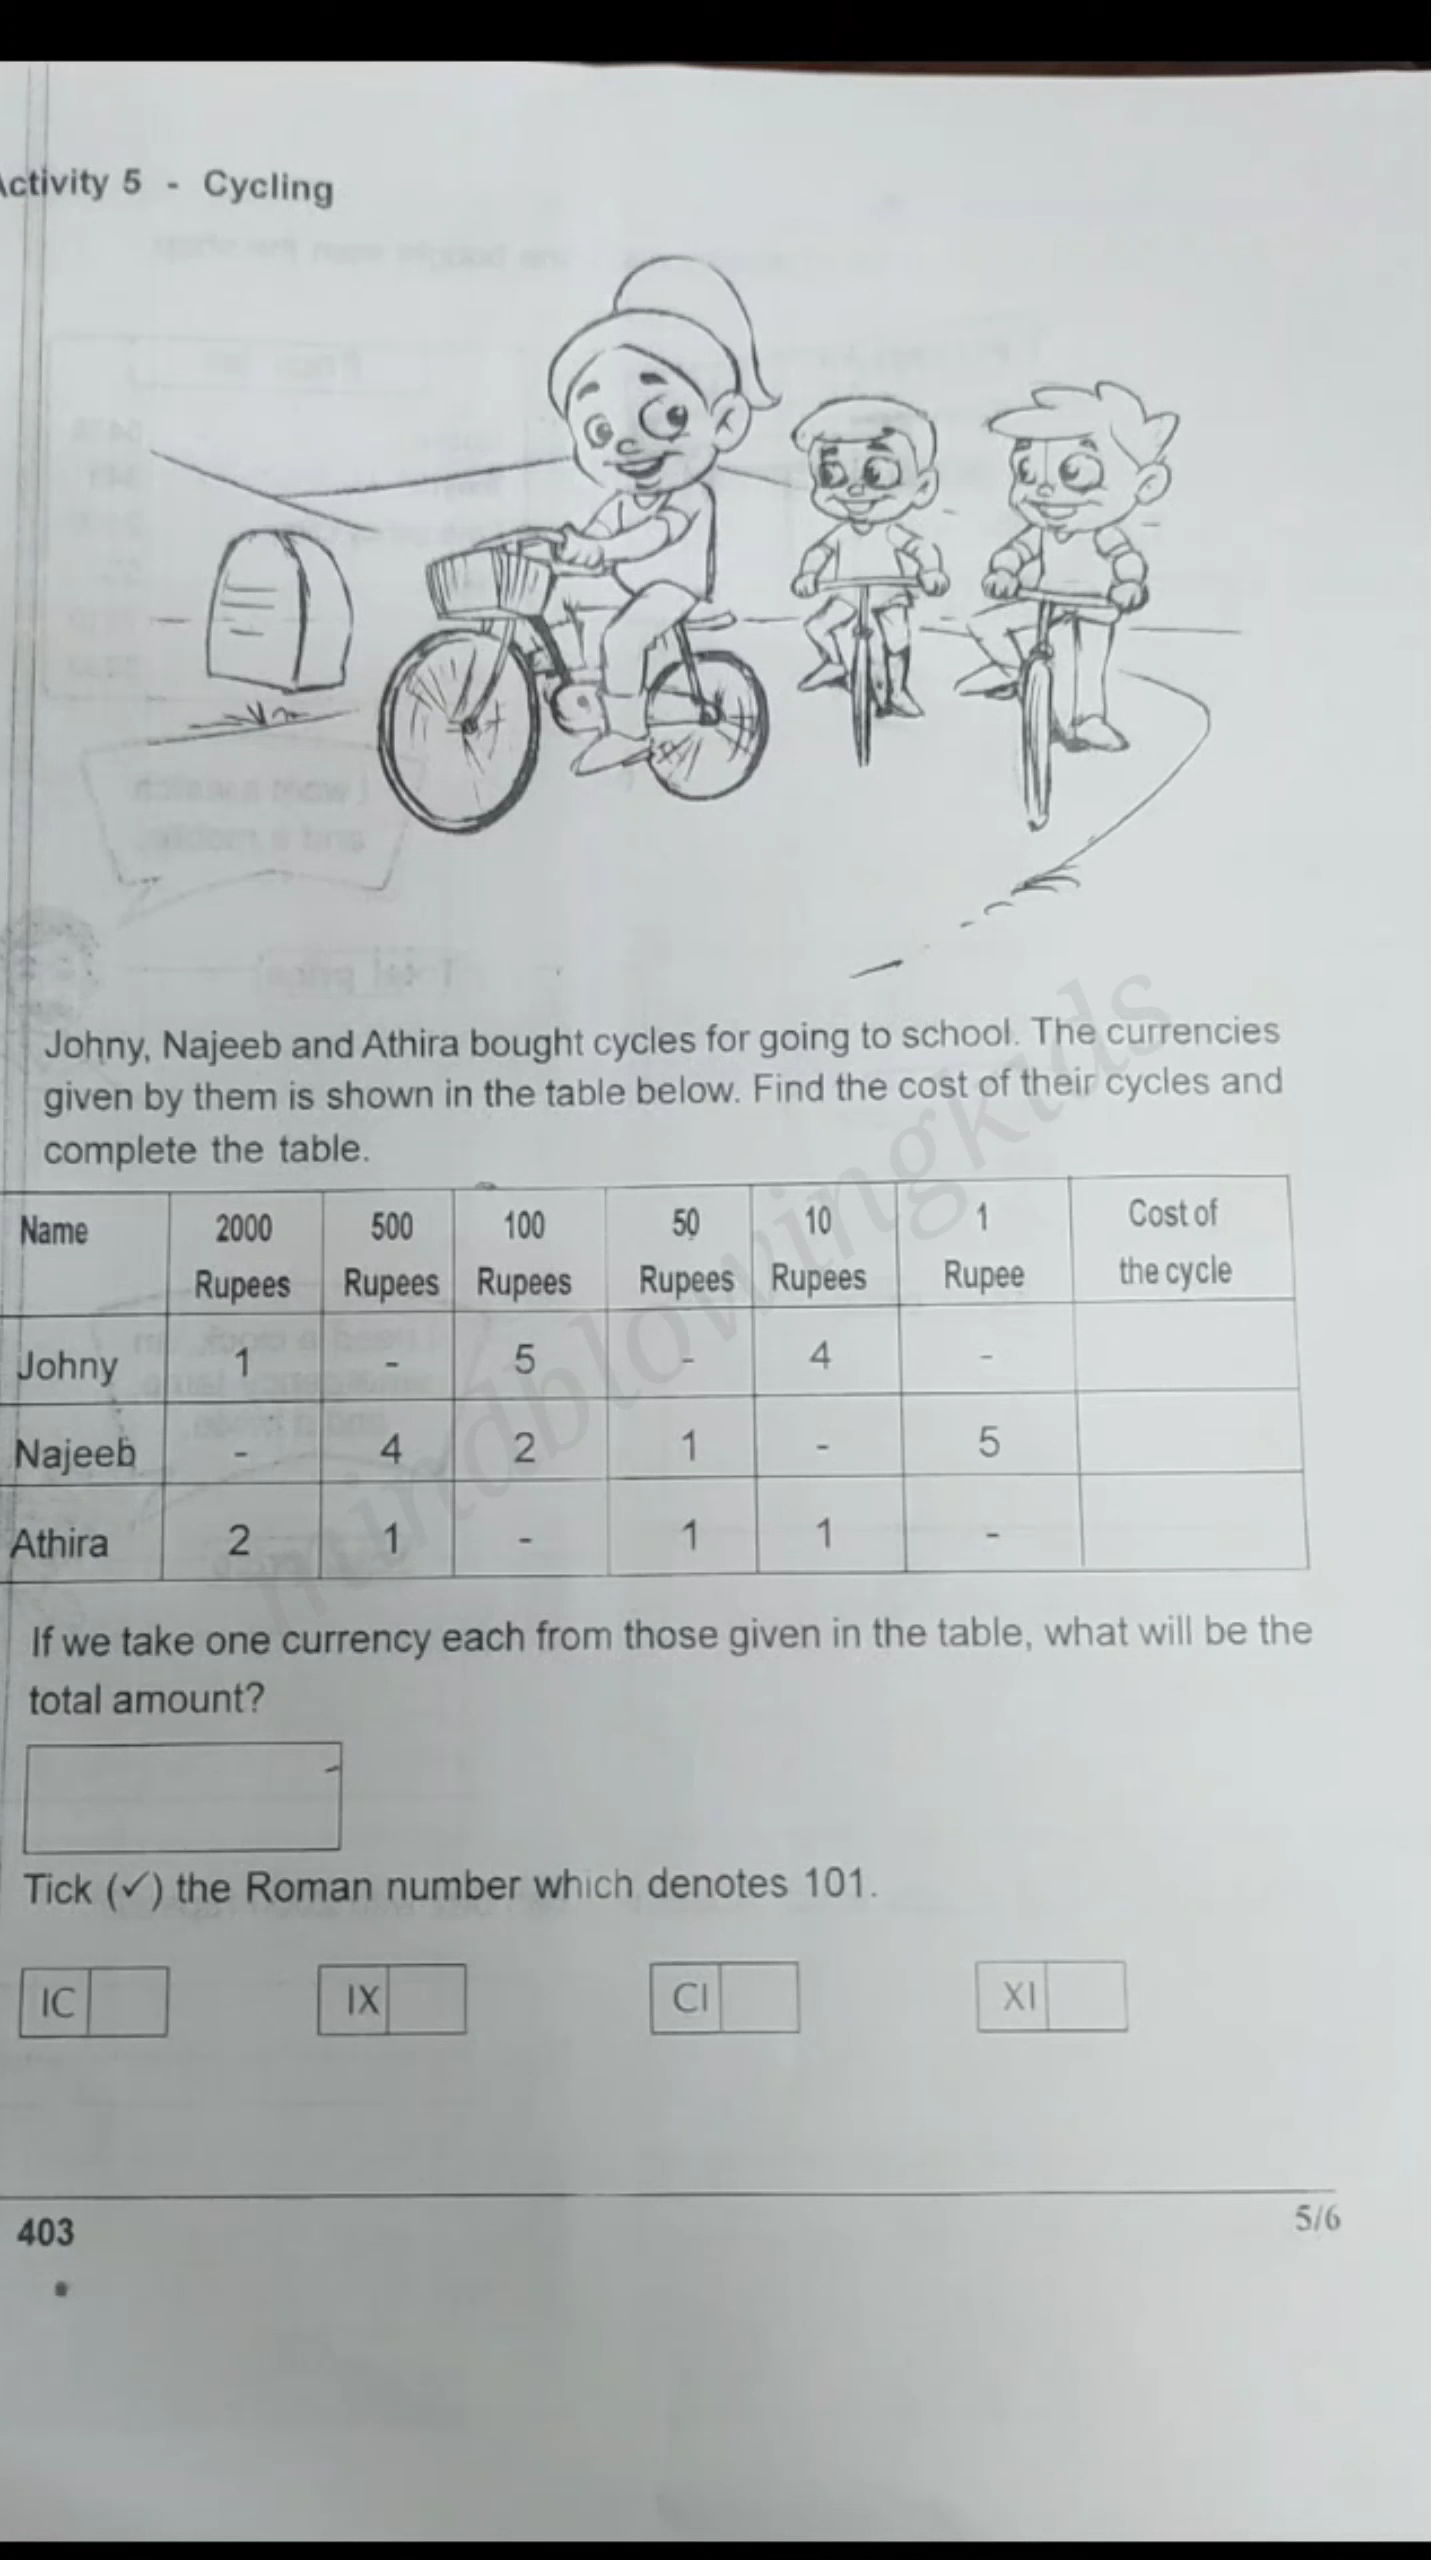 Activity 5 - Cycling
Johny, Najeeb and Athira bought cycles for going to school. The currencies
given by them is shown in the table below. Find the cost of their cycles and
complete the table.
Name 2000 Rupees 500 Rupees 100 Rupees 50 Rupees 10 Rupees 1 Rupee Cost of the cycle
Johny 1 - 5 - 4 -
Najeeb - 4 2 1 - 5
Athira 2 1 - 1 1 -
If we take one currency each from those given in the table, what will be the
total amount?
Tick (✓) the Roman number which denotes 101.
IC IX CI XI
403 5/6
mindblowingkids